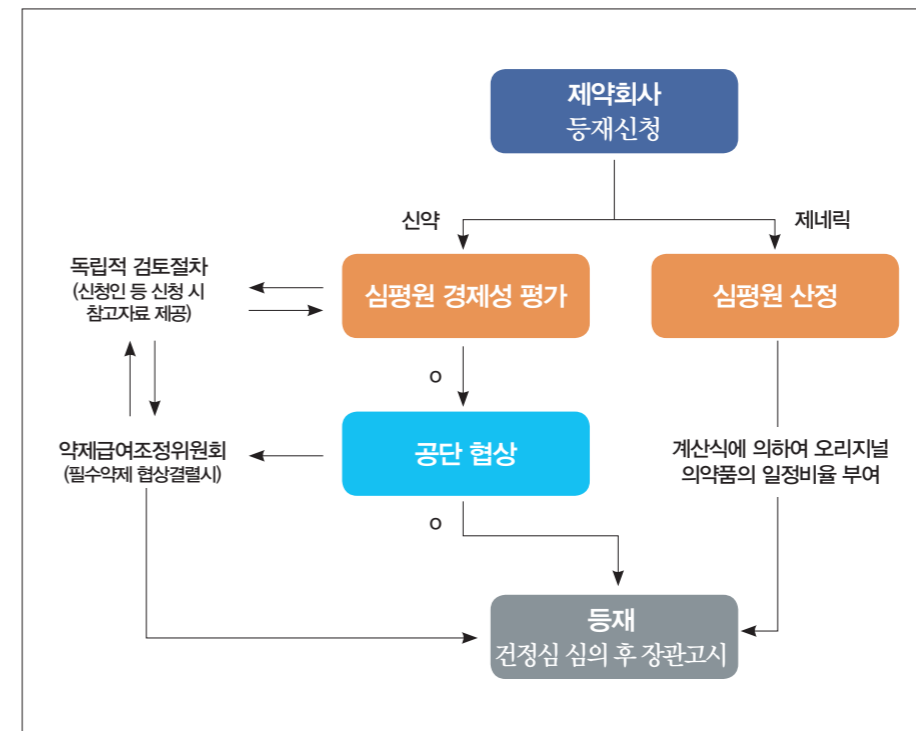 제약회사
등재신청
신약
제네릭
독립적 검토절차
(신청인 등 신청 시
참고자료 제공)
심평원 경제성 평가
심평원 산정
O
약제급여조정위원회
(필수약제 협상결렬시)
공단 협상
계산식에 의하여 오리지널
의약품의 일정비율 부여
O
등재
건정심 심의 후 장관고시